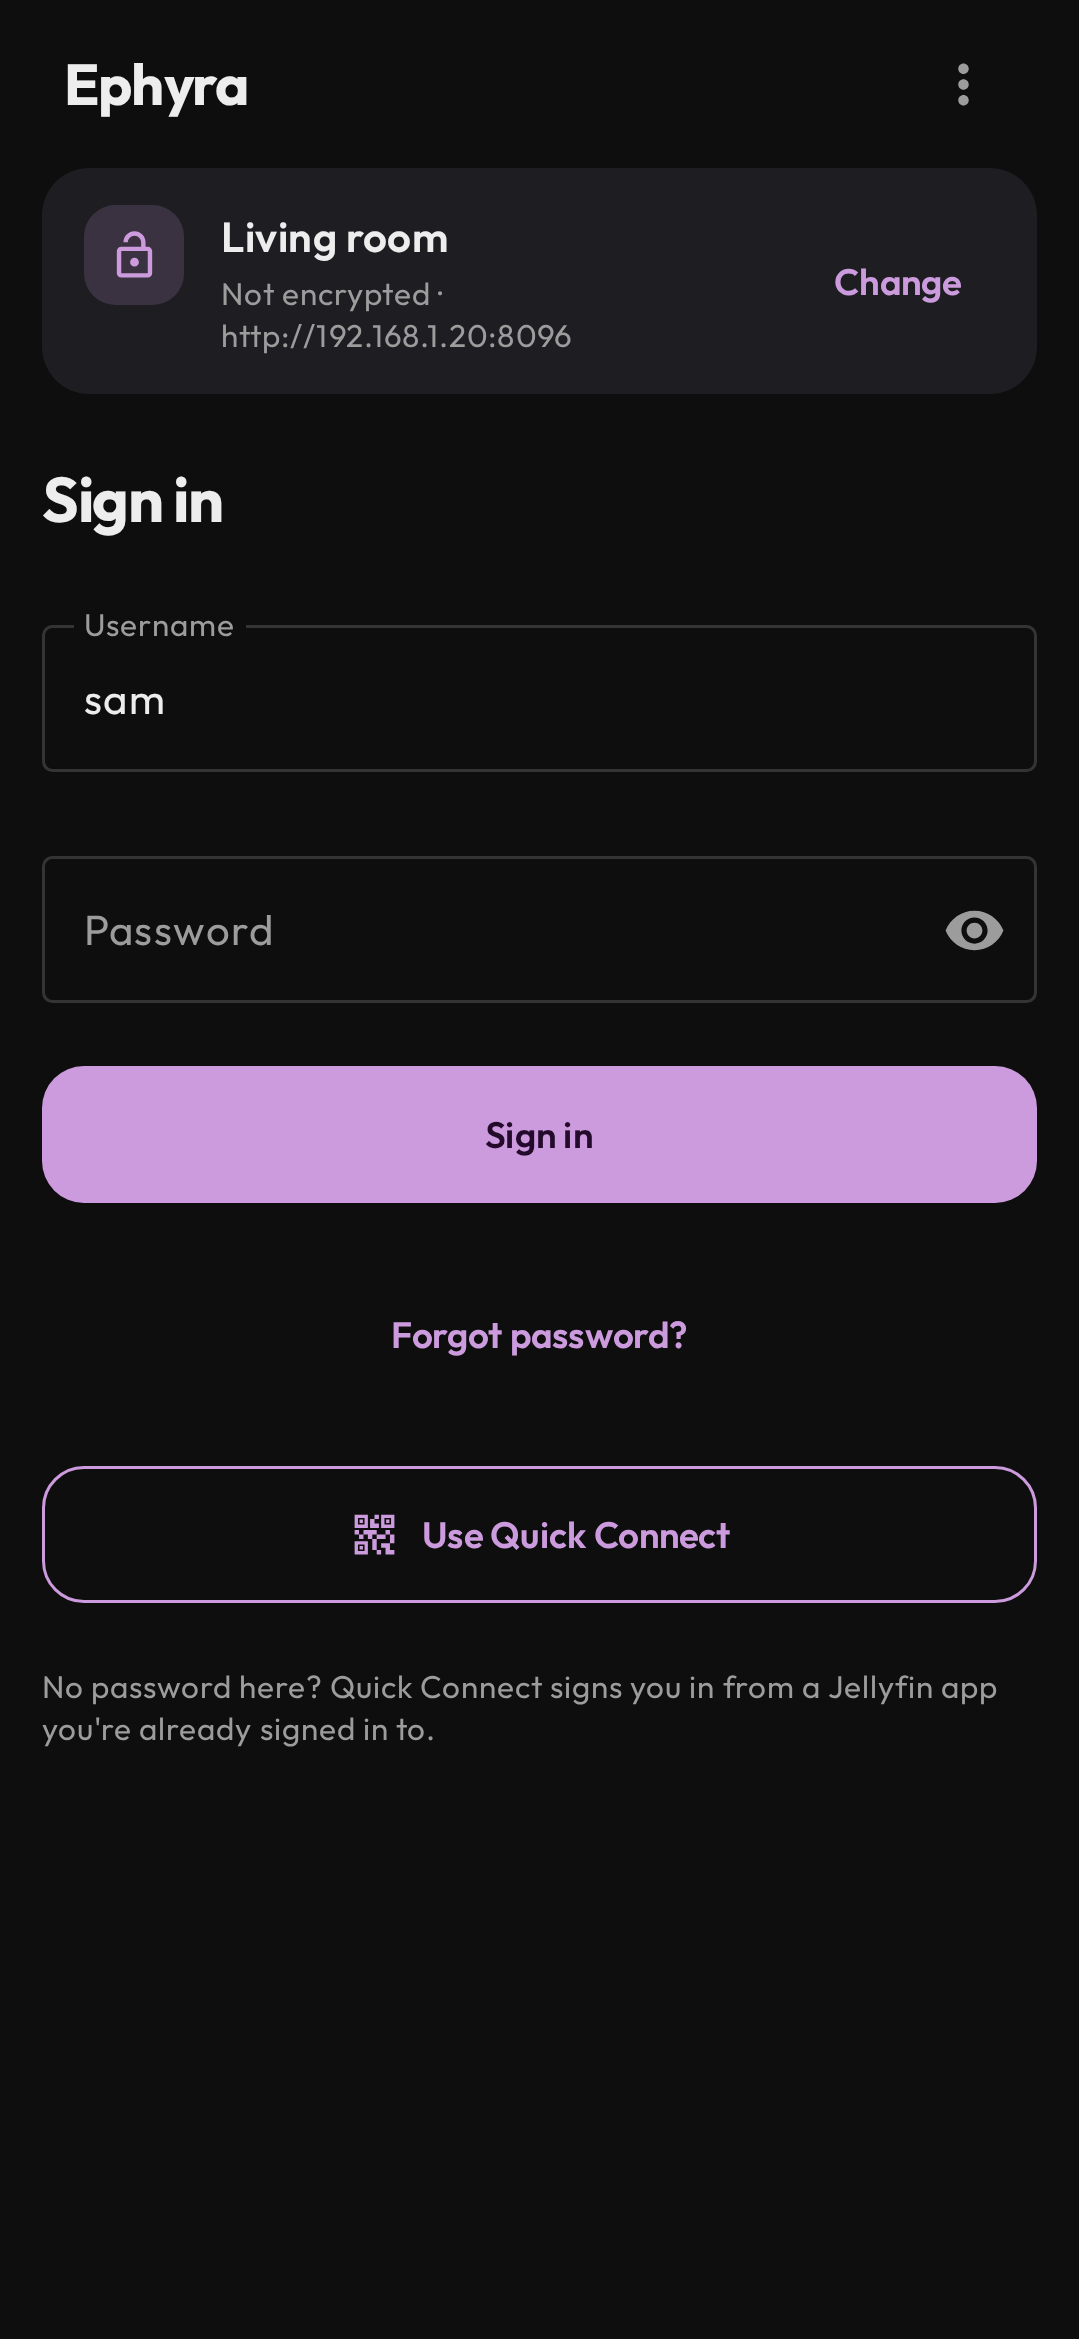 Ephyra
Living room
Not encrypted ·
http://192.168.1.20:8096
Change
Sign in
Username
sam
Password
Sign in
Forgot password?
Use Quick Connect
No password here? Quick Connect signs you in from a Jellyfin app
you're already signed in to.